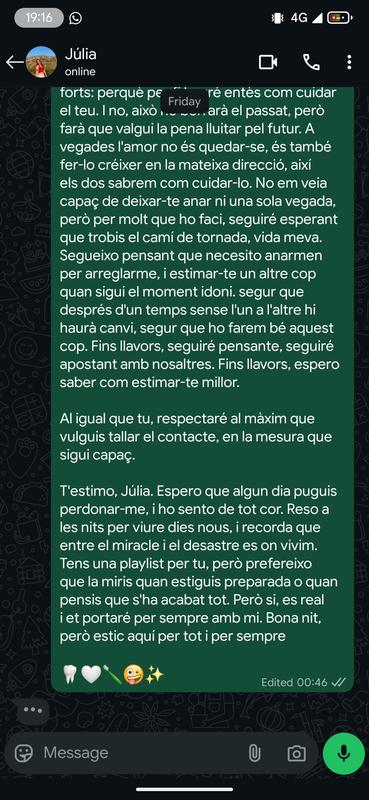 19:16
4G
Júlia
online
forts: perquè
entès com cuidar
Friday
el teu. I no, això
el passat, però
farà que valgui la pena lluitar pel futur. A
vegades l'amor no és quedar-se, és també
fer-lo créixer en la mateixa direcció, així
els dos sabrem com cuidar-lo. No em veia
capaç de deixar-te anar ni una sola vegada,
però per molt que ho faci, seguiré esperant
que trobis el camí de tornada, vida meva.
Segueixo pensant que necesito anarmen
per arreglarme, i estimar-te un altre cop
quan sigui el moment idoni. segur que
després d'un temps sense l'un a l'altre hi
haurà canvi, segur que ho farem bé aquest
cop. Fins llavors, seguiré pensante, seguiré
apostant amb nosaltres. Fins llavors, espero
saber com estimar-te millor.
Al igual que tu, respectaré al màxim que
vulguis tallar el contacte, en la mesura que
sigui capaç.
T'estimo, Júlia. Espero que algun dia puguis
perdonar-me, i ho sento de tot cor. Reso a
les nits per viure dies nous, i recorda que
entre el miracle i el desastre es on vivim.
Tens una playlist per tu, però prefereixo
que la miris quan estiguis preparada o quan
pensis que s'ha acabat tot. Però si, es real
i et portaré per sempre amb mi. Bona nit,
però estic aquí per tot i per sempre
🦷🤍🪥🤪✨
Edited 00:46
Message